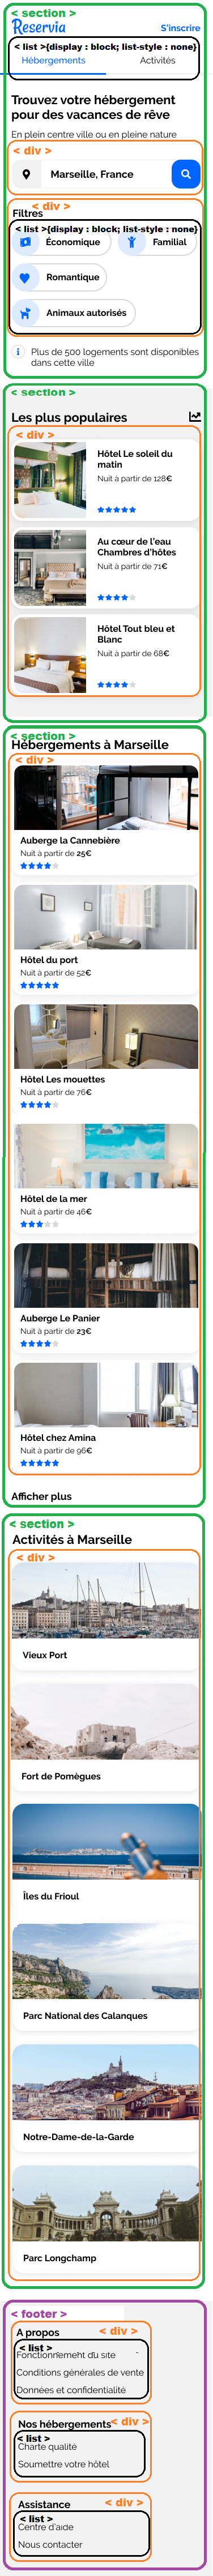 < section >
Reservia
S'inscrire
< list >{display : block; list-style : none}
Hébergements
Activités
Trouvez votre hébergement
pour des vacances de rêve
En plein centre ville ou en pleine nature
< div >
Marseille, France
< div >
Filtres
< list >{display : block; list-style : none}
Économique
Familial
Romantique
Animaux autorisés
Plus de 500 logements sont disponibles
dans cette ville
< section >
Les plus populaires
< div >
Hôtel Le soleil du
matin
Nuit à partir de 128€
Au cœur de l'eau
Chambres d'hôtes
Nuit à partir de 71€
Hôtel Tout bleu et
Blanc
Nuit à partir de 68€
< section >
Hébergements à Marseille
< div >
Auberge la Cannebière
Nuit à partir de 25€
Hôtel du port
Nuit à partir de 52€
Hôtel Les mouettes
Nuit à partir de 76€
Hôtel de la mer
Nuit à partir de 46€
Auberge Le Panier
Nuit à partir de 23€
Hôtel chez Amina
Nuit à partir de 96€
Afficher plus
< section >
Activités à Marseille
< div >
Vieux Port
Fort de Pomègues
Îles du Frioul
Parc National des Calanques
Notre-Dame-de-la-Garde
Parc Longchamp
< footer >
A propos
< div >
< list >
Fonctionnement du site
Conditions générales de vente
Données et confidentialité
Nos hébergements
< div >
< list >
Charte qualité
Soumettre votre hôtel
Assistance
< div >
< list >
Centre d'aide
Nous contacter